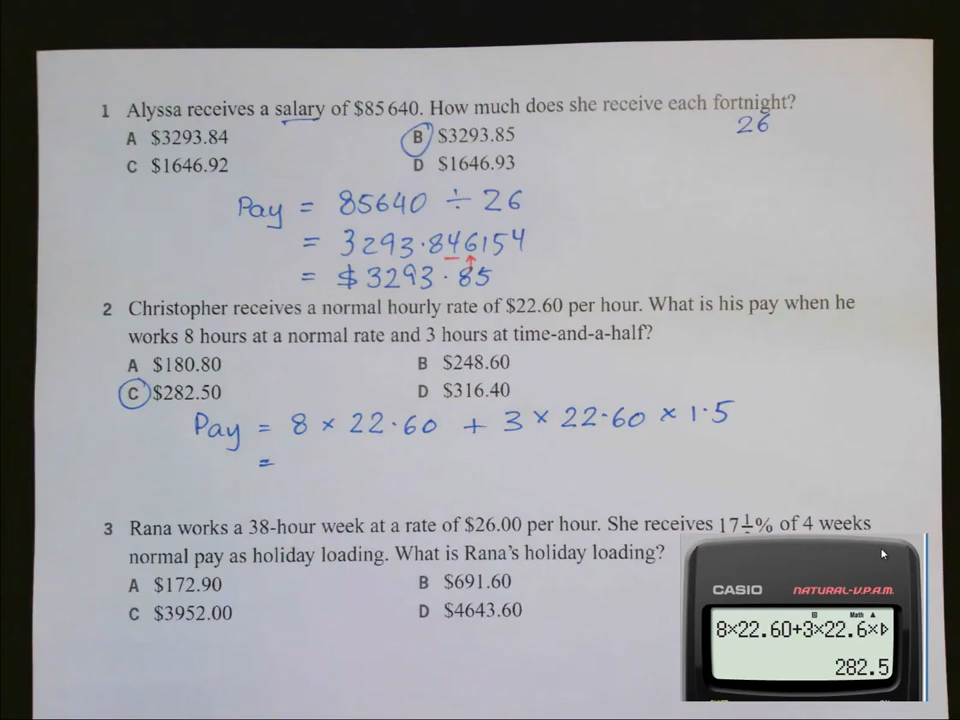 1 Alyssa receives a salary of $85 640. How much does she receive each fortnight?
26
A $3293.84 B $3293.85
C $1646.92 D $1646.93
Pay = 85640 ÷ 26
= 3293.846154
= $3293.85
2 Christopher receives a normal hourly rate of $22.60 per hour. What is his pay when he
works 8 hours at a normal rate and 3 hours at time-and-a-half?
A $180.80 B $248.60
C $282.50 D $316.40
Pay = 8 × 22.60 + 3 × 22.60 × 1.5
=
3 Rana works a 38-hour week at a rate of $26.00 per hour. She receives 17 % of 4 weeks
normal pay as holiday loading. What is Rana's holiday loading?
A $172.90 B $691.60
C $3952.00 D $4643.60
CASIO NATURAL-V.P.A.M.
D Math ▲
8×22.60+3×22.6×▷
282.5